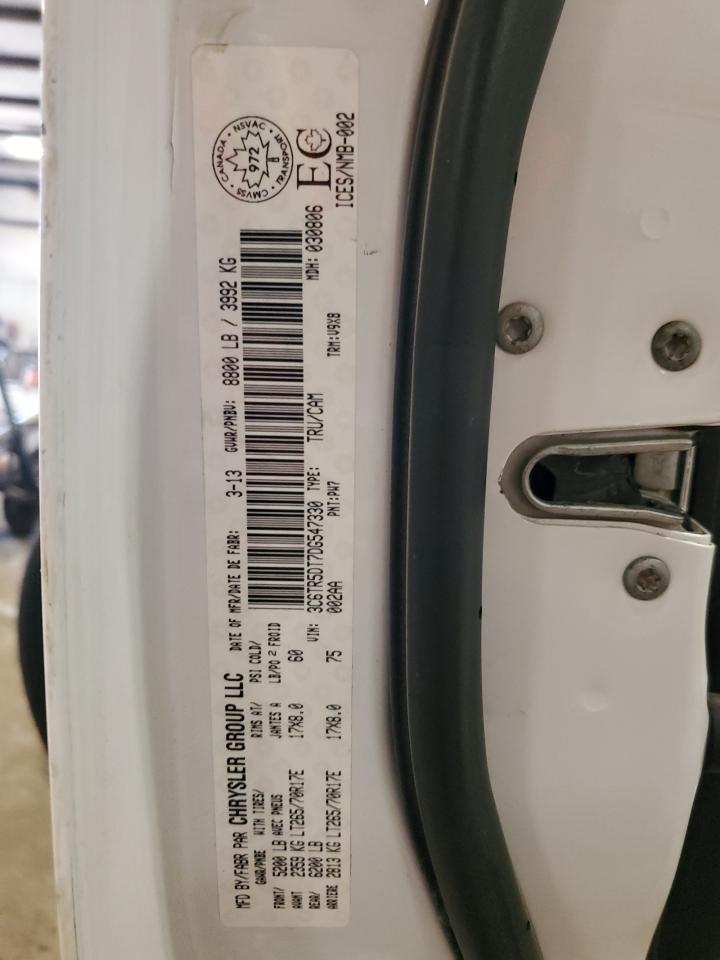 MFD BY/FABR PAR CHRYSLER GROUP LLC DATE OF MFR/DATE DE FABR: 3-13 GVWR/PNBV: 8800 LB / 3992 KG
GAWR/PNBE WITH TIRES/ RIMS AT/ PSI COLD/
FRONT/ 5200 LB AVEC PNEUS JANTES A LB/PO 2 FROID
AVANT 2359 KG LT265/70R17E 17X8.0 60
REAR/ 6200 LB
ARRIERE 2813 KG LT265/70R17E 17X8.0 75
VIN: 3C6TR5DT7DG547330 TYPE: TRU/CAM MDH: 030806
002AA PNT:PW7 TRM:V9X8
CANADA · NSVAC · TRANSPORT · CMVSS
972
B
EC
ICES/NMB-002